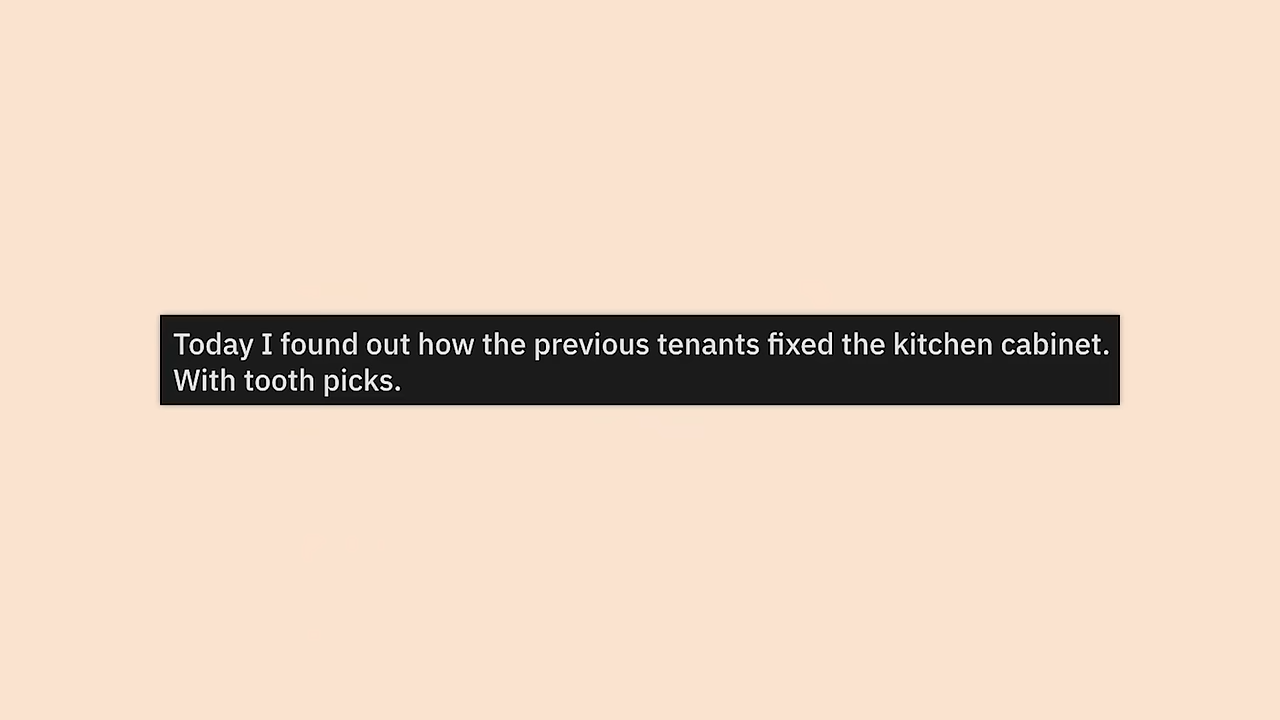 Today I found out how the previous tenants fixed the kitchen cabinet.
With tooth picks.